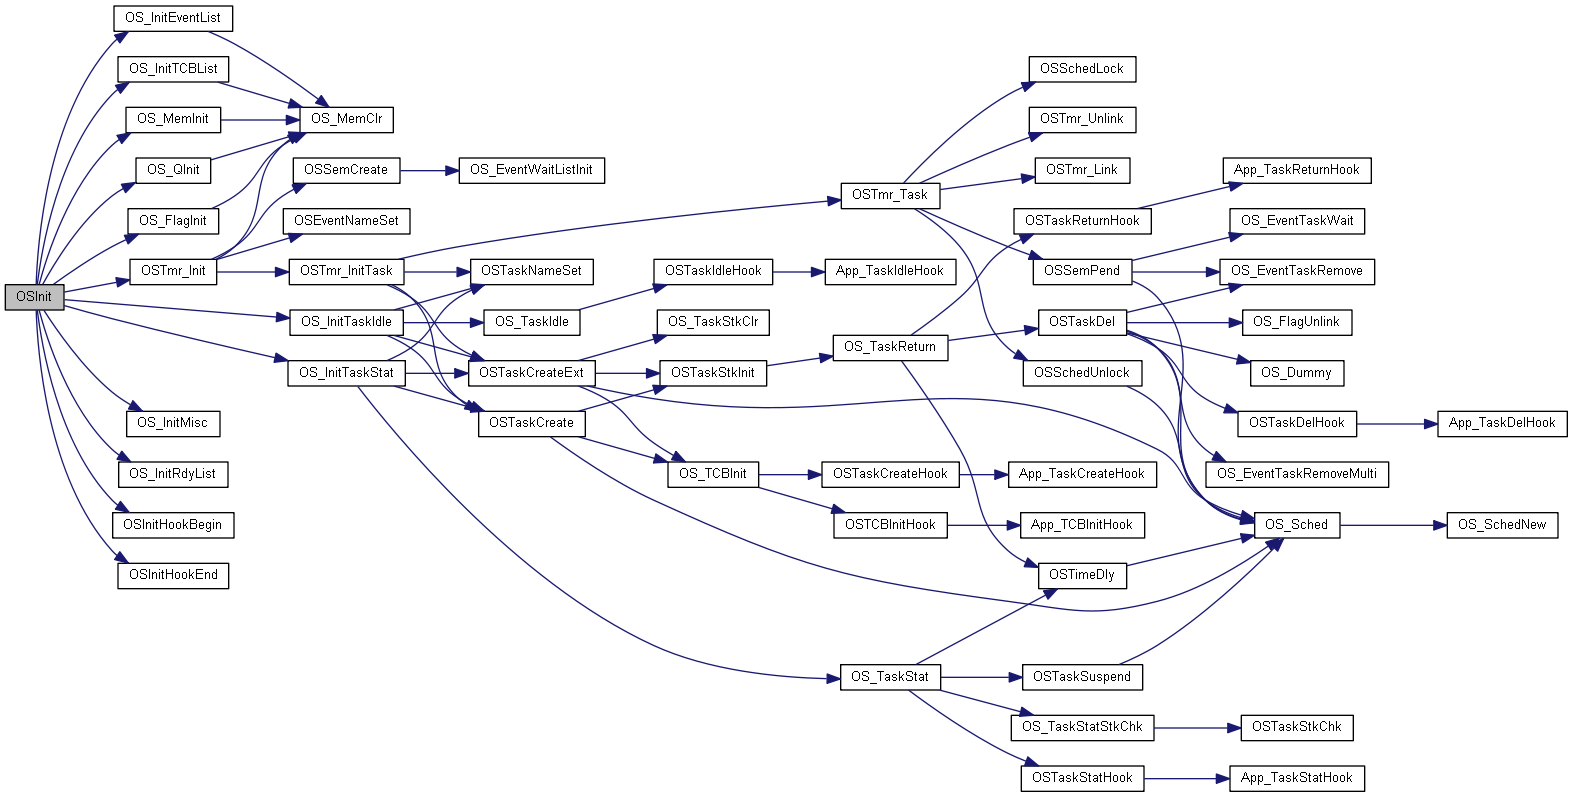 OS_InitEventList
OS_InitTCBList
OSSchedLock
OS_MemInit
OS_MemClr
OSTmr_Unlink
OS_QInit
OSSemCreate
OS_EventWaitListInit
OSTmr_Link
App_TaskReturnHook
OSTmr_Task
OS_FlagInit
OSEventNameSet
OSTaskReturnHook
OS_EventTaskWait
OSTmr_Init
OSTmr_InitTask
OSTaskNameSet
OSTaskIdleHook
App_TaskIdleHook
OSSemPend
OS_EventTaskRemove
OSInit
OS_InitTaskIdle
OS_TaskIdle
OS_TaskStkClr
OSTaskDel
OS_FlagUnlink
OS_TaskReturn
OS_InitTaskStat
OSTaskCreateExt
OSTaskStkInit
OSSchedUnlock
OS_Dummy
OS_InitMisc
OSTaskCreate
OSTaskDelHook
App_TaskDelHook
OS_InitRdyList
OS_TCBInit
OSTaskCreateHook
App_TaskCreateHook
OS_EventTaskRemoveMulti
OSInitHookBegin
OSTCBInitHook
App_TCBInitHook
OS_Sched
OS_SchedNew
OSInitHookEnd
OSTimeDly
OS_TaskStat
OSTaskSuspend
OS_TaskStatStkChk
OSTaskStkChk
OSTaskStatHook
App_TaskStatHook